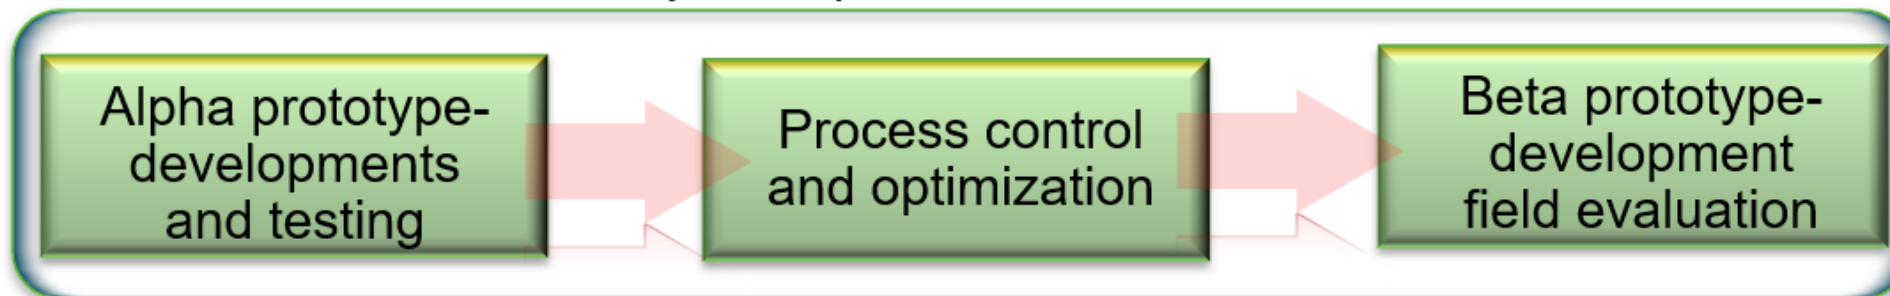 Alpha prototype-
developments
and testing
Process control
and optimization
Beta prototype-
development
field evaluation